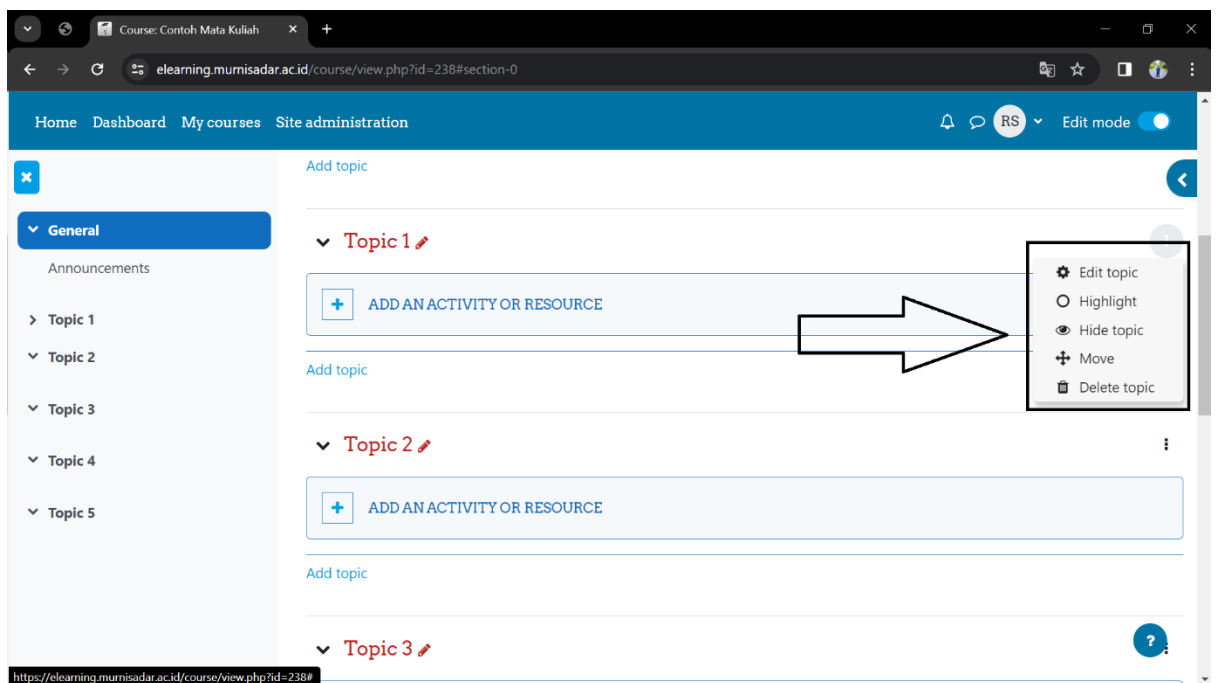 Course: Contoh Mata Kuliah
elearning.murnisadar.ac.id/course/view.php?id=238#section-0
Home Dashboard My courses Site administration
RS
Edit mode
Add topic
General
Announcements
Topic 1
Topic 2
Topic 3
Topic 4
Topic 5
Topic 1
ADD AN ACTIVITY OR RESOURCE
Edit topic
Highlight
Hide topic
Move
Delete topic
Add topic
Topic 2
ADD AN ACTIVITY OR RESOURCE
Add topic
Topic 3
?
https://elearning.murnisadar.ac.id/course/view.php?id=238#